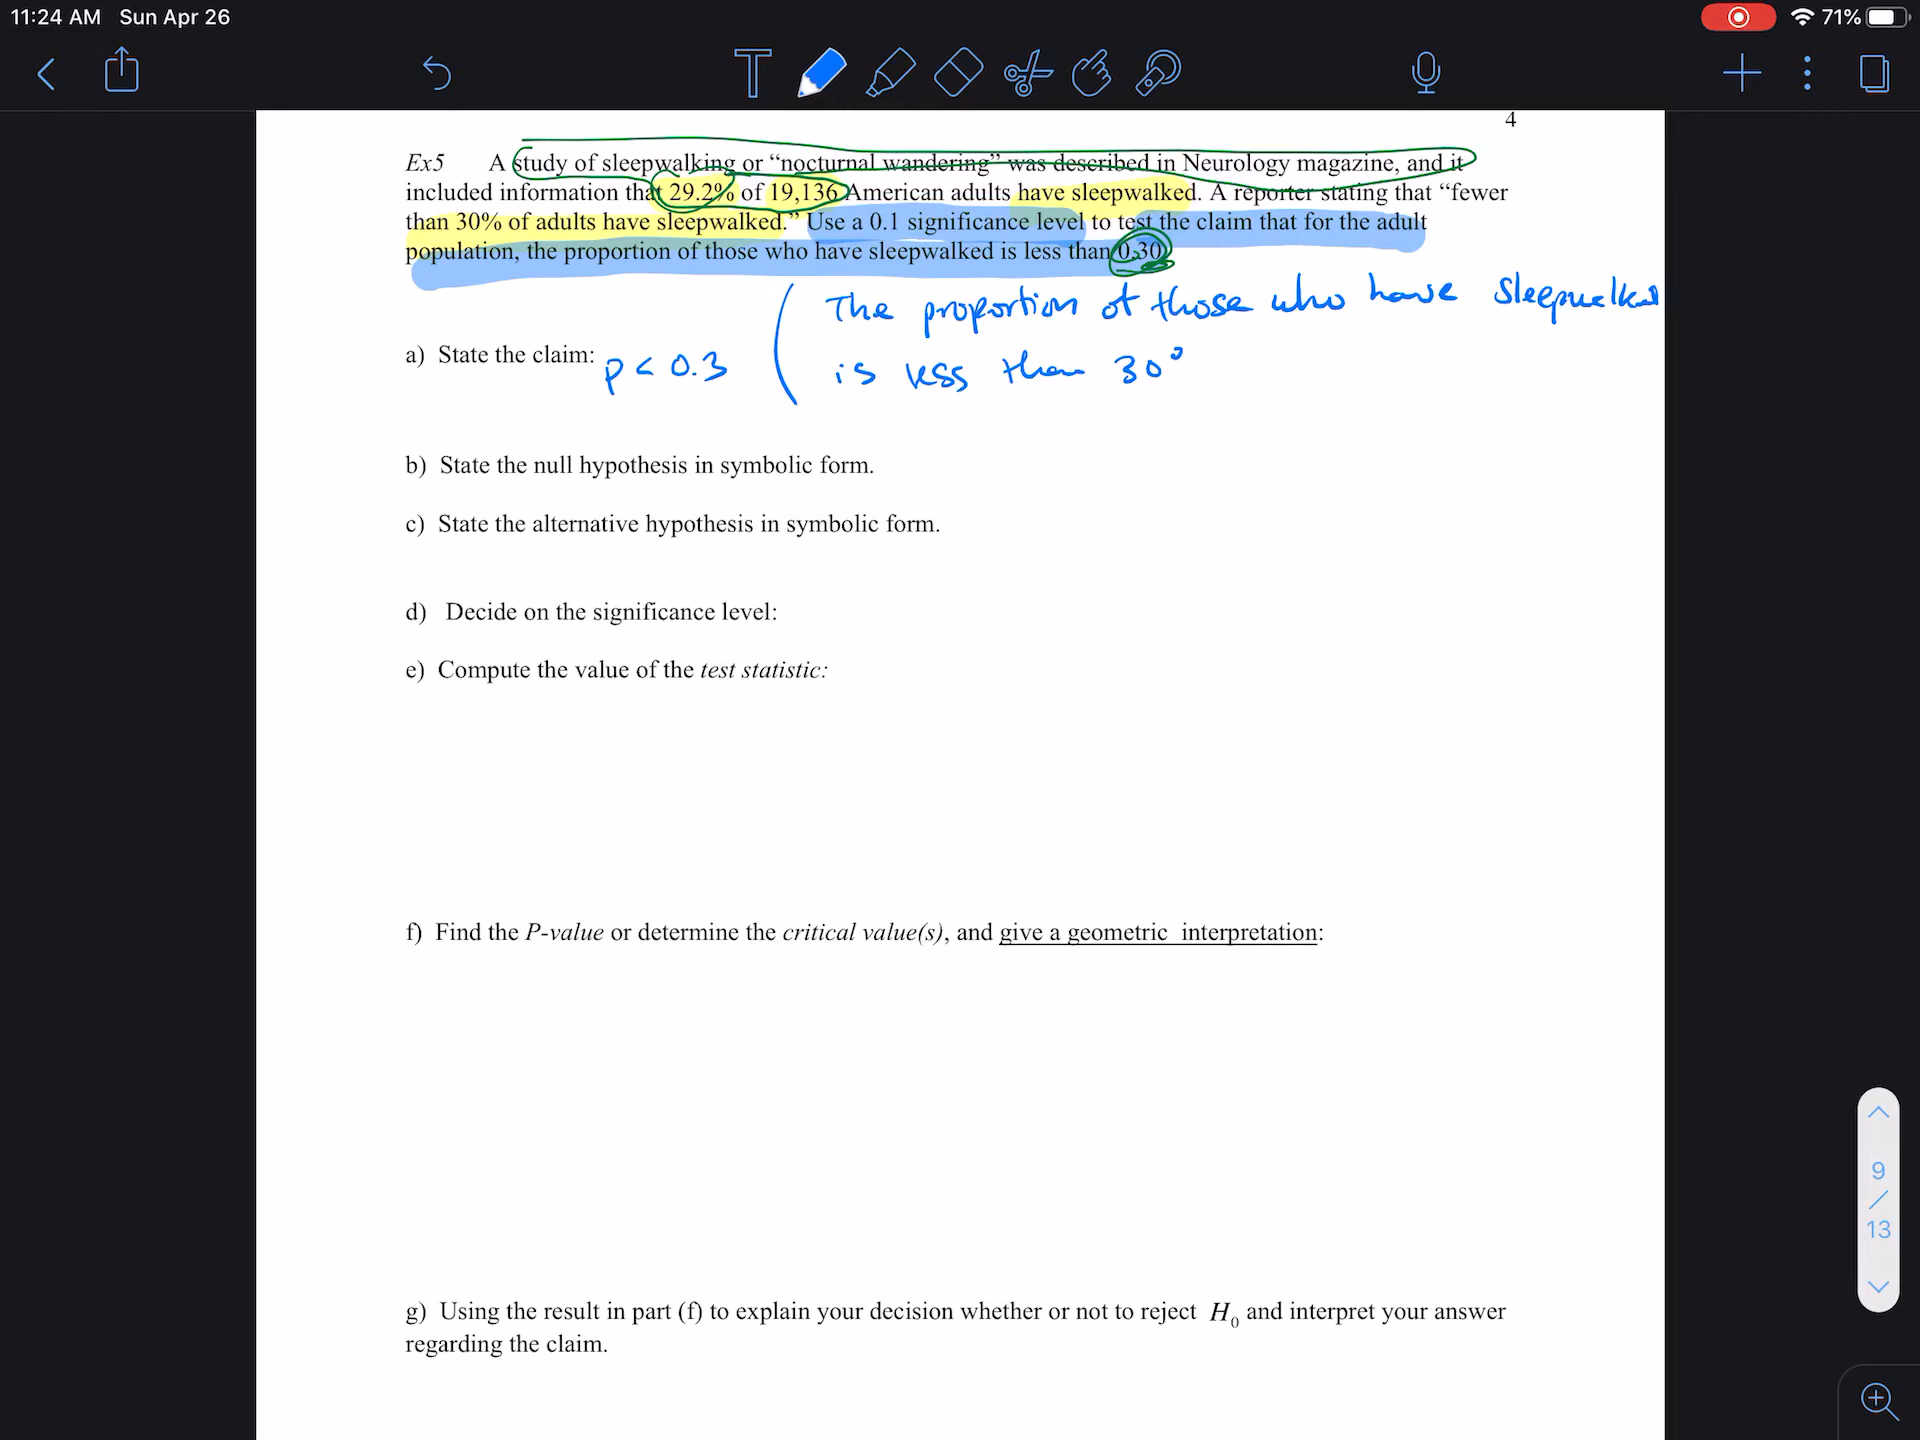 11:24 AM Sun Apr 26
71%
T
4
Ex5 A study of sleepwalking or “nocturnal wandering” was described in Neurology magazine, and it
included information that 29.2% of 19,136 American adults have sleepwalked. A reporter stating that “fewer
than 30% of adults have sleepwalked.” Use a 0.1 significance level to test the claim that for the adult
population, the proportion of those who have sleepwalked is less than 0.30.
The proportion of those who have sleepwalked
a) State the claim: p < 0.3
is less than 30
b) State the null hypothesis in symbolic form.
c) State the alternative hypothesis in symbolic form.
d) Decide on the significance level:
e) Compute the value of the test statistic:
f) Find the P-value or determine the critical value(s), and give a geometric interpretation:
g) Using the result in part (f) to explain your decision whether or not to reject H₀ and interpret your answer
regarding the claim.
9
/
13